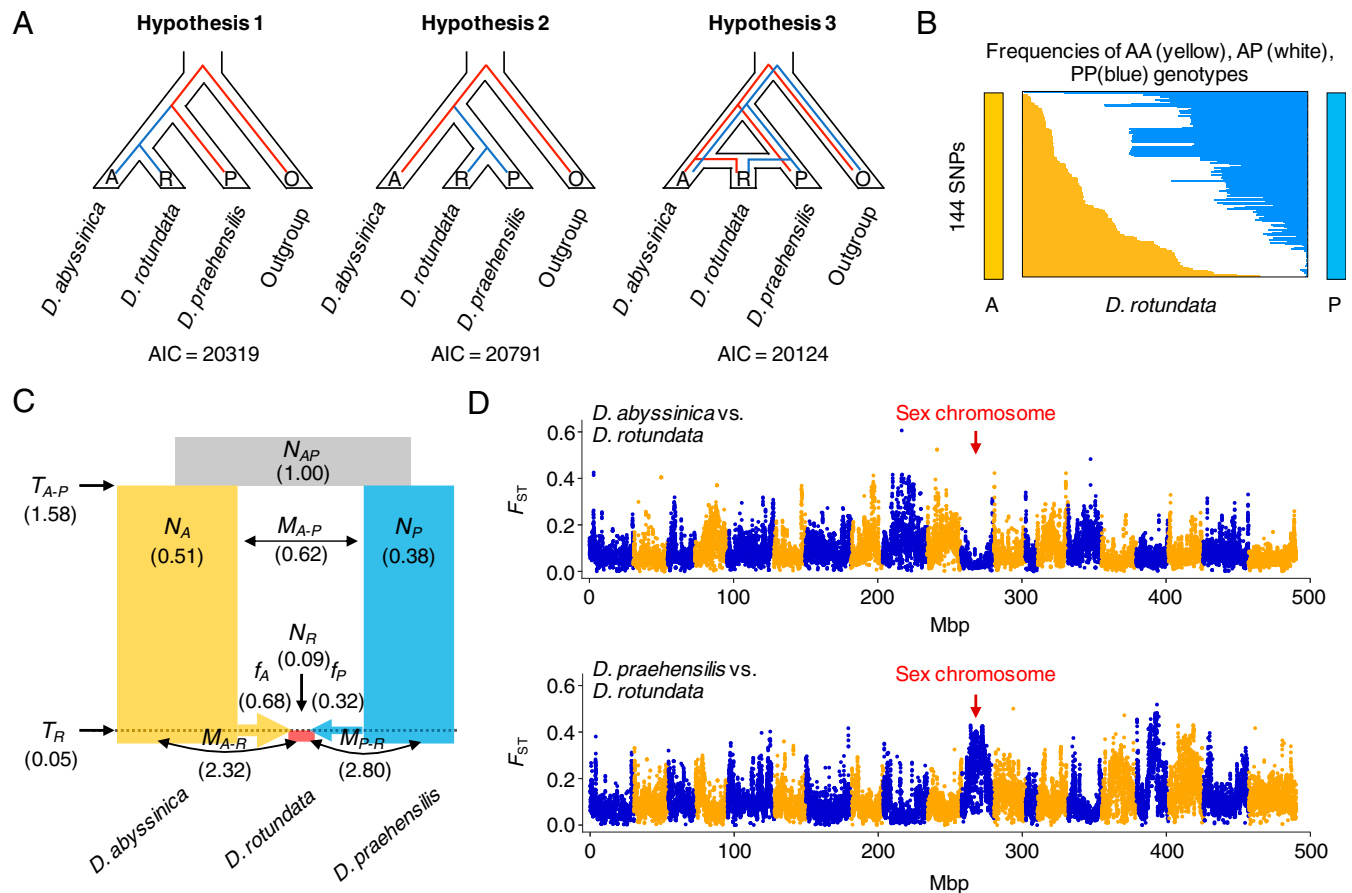 A
Hypothesis 1
Hypothesis 2
Hypothesis 3
A R P O
A R P O
A R P O
D. abyssinica
D. rotundata
D. praehensilis
Outgroup
D. abyssinica
D. rotundata
D. praehensilis
Outgroup
D. abyssinica
D. rotundata
D. praehensilis
Outgroup
AIC = 20319
AIC = 20791
AIC = 20124
B
Frequencies of AA (yellow), AP (white),
PP(blue) genotypes
144 SNPs
A
D. rotundata
P
C
N_AP
(1.00)
T_A-P
(1.58)
N_A
(0.51)
M_A-P
(0.62)
N_P
(0.38)
N_R
(0.09)
f_A
(0.68)
f_P
(0.32)
T_R
(0.05)
M_A-R
(2.32)
M_P-R
(2.80)
D. abyssinica
D. rotundata
D. praehensilis
D
D. abyssinica vs.
D. rotundata
Sex chromosome
F_ST
0.6
0.4
0.2
0.0
0 100 200 300 400 500
Mbp
D. praehensilis vs.
D. rotundata
Sex chromosome
F_ST
0.6
0.4
0.2
0.0
0 100 200 300 400 500
Mbp